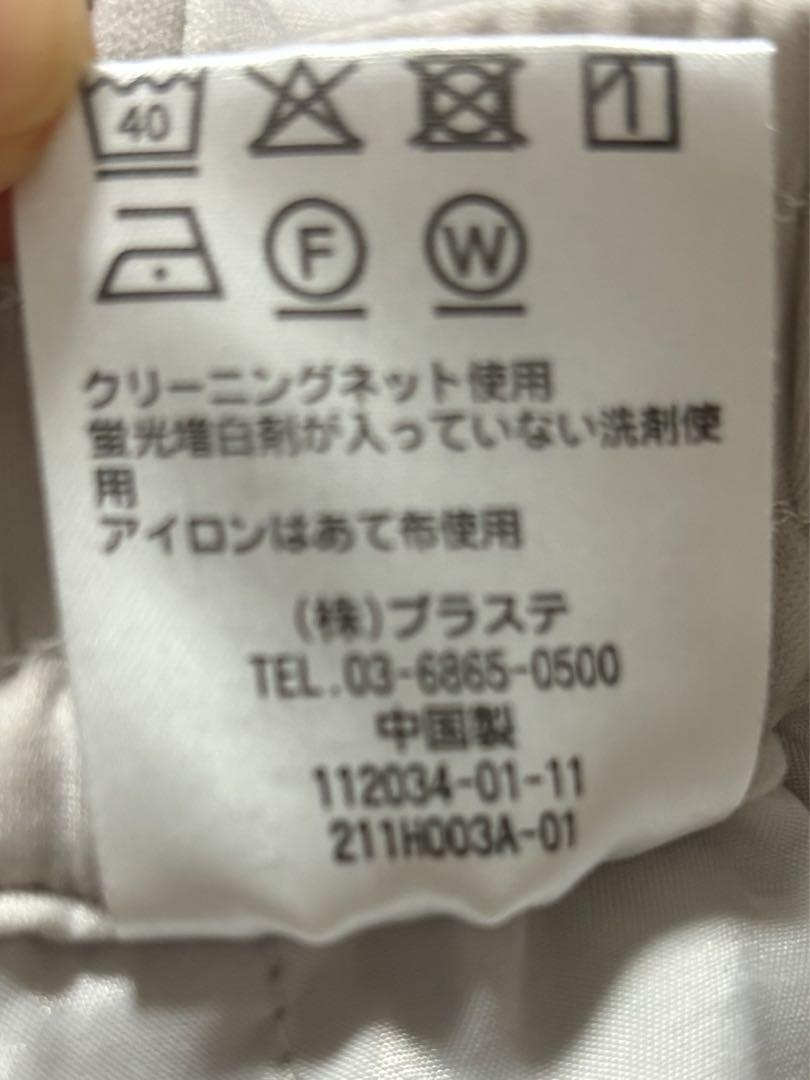 40
F W
クリーニングネット使用
蛍光増白剤が入っていない洗剤使
用
アイロンはあて布使用
(株)プラステ
TEL.03-6865-0500
中国製
112034-01-11
211H003A-01